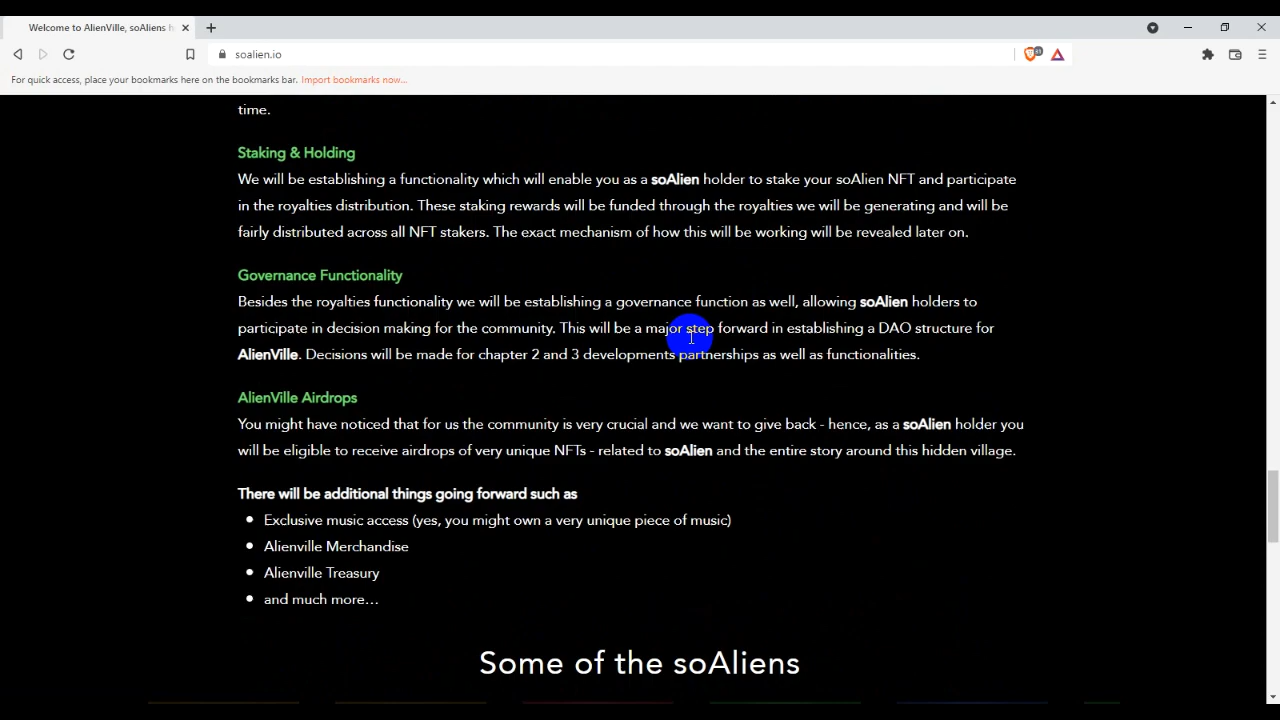 Welcome to AlienVille, soAliens h
soalien.io
For quick access, place your bookmarks here on the bookmarks bar. Import bookmarks now...
time.
Staking & Holding
We will be establishing a functionality which will enable you as a soAlien holder to stake your soAlien NFT and participate
in the royalties distribution. These staking rewards will be funded through the royalties we will be generating and will be
fairly distributed across all NFT stakers. The exact mechanism of how this will be working will be revealed later on.
Governance Functionality
Besides the royalties functionality we will be establishing a governance function as well, allowing soAlien holders to
participate in decision making for the community. This will be a major step forward in establishing a DAO structure for
AlienVille. Decisions will be made for chapter 2 and 3 developments partnerships as well as functionalities.
AlienVille Airdrops
You might have noticed that for us the community is very crucial and we want to give back - hence, as a soAlien holder you
will be eligible to receive airdrops of very unique NFTs - related to soAlien and the entire story around this hidden village.
There will be additional things going forward such as
Exclusive music access (yes, you might own a very unique piece of music)
Alienville Merchandise
Alienville Treasury
and much more...
Some of the soAliens